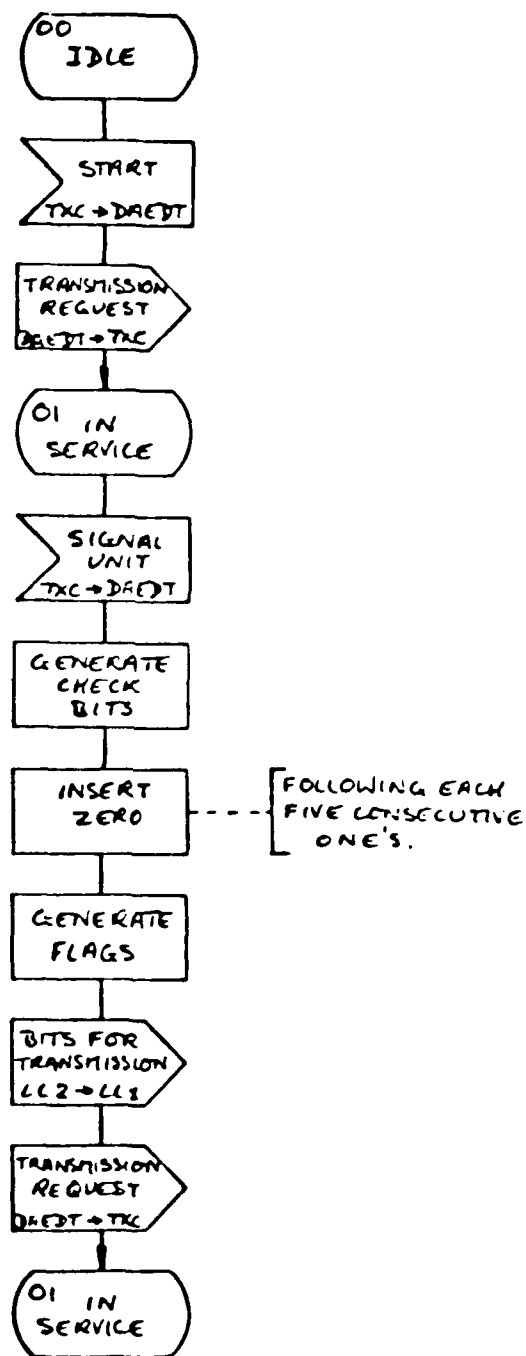 00
IDLE
START
TXC → DAEDT
TRANSMISSION
REQUEST
DAEDT → TXC
01 IN
SERVICE
SIGNAL
UNIT
TXC → DAEDT
GENERATE
CHECK
BITS
INSERT
ZERO
FOLLOWING EACH
FIVE CONSECUTIVE
ONE'S.
GENERATE
FLAGS
BITS FOR
TRANSMISSION
LL2 → LL1
TRANSMISSION
REQUEST
DAEDT → TXC
01 IN
SERVICE